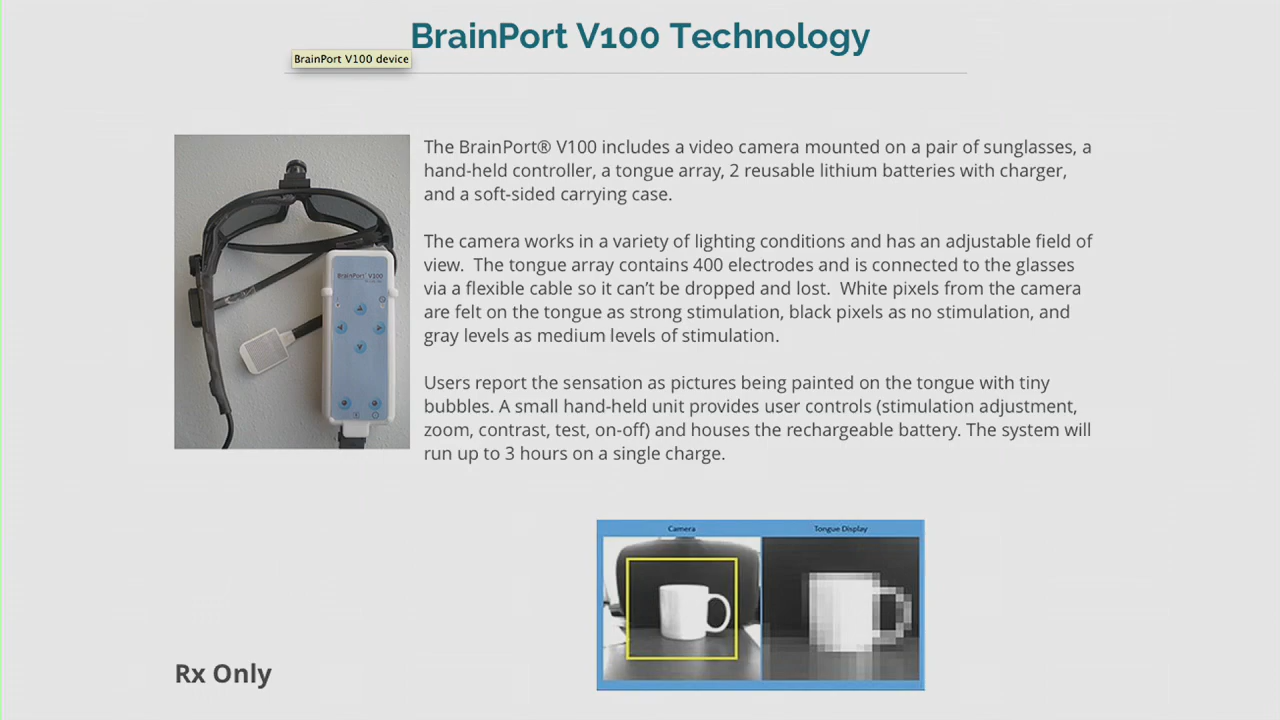 BrainPort V100 Technology
BrainPort V100 device
The BrainPort® V100 includes a video camera mounted on a pair of sunglasses, a
hand-held controller, a tongue array, 2 reusable lithium batteries with charger,
and a soft-sided carrying case.
The camera works in a variety of lighting conditions and has an adjustable field of
view.  The tongue array contains 400 electrodes and is connected to the glasses
via a flexible cable so it can't be dropped and lost.  White pixels from the camera
are felt on the tongue as strong stimulation, black pixels as no stimulation, and
gray levels as medium levels of stimulation.
Users report the sensation as pictures being painted on the tongue with tiny
bubbles. A small hand-held unit provides user controls (stimulation adjustment,
zoom, contrast, test, on-off) and houses the rechargeable battery. The system will
run up to 3 hours on a single charge.
BrainPort V100
Camera
Tongue Display
Rx Only